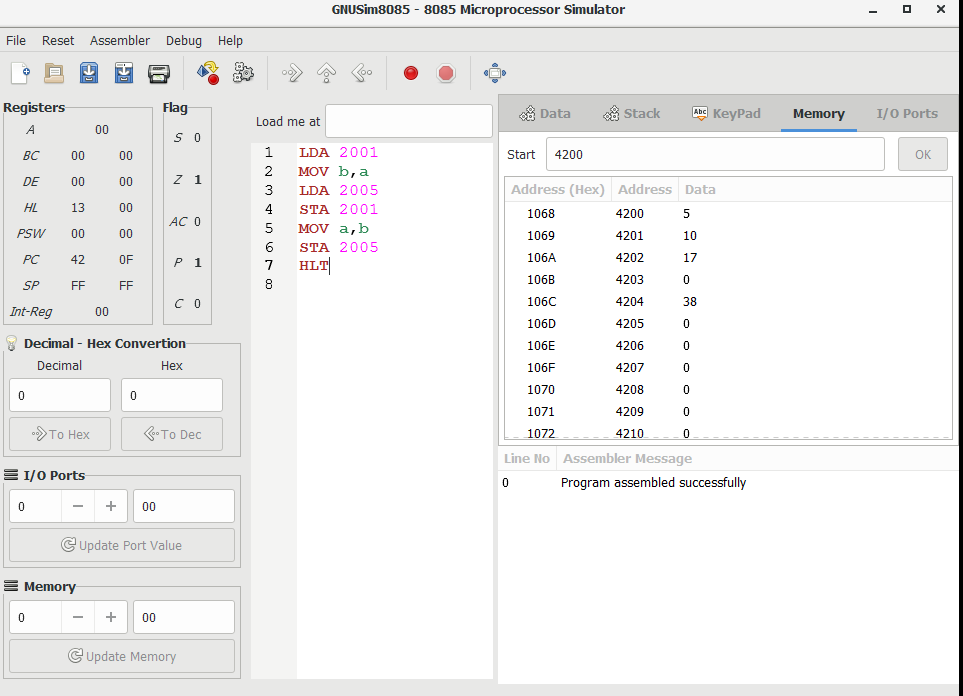 GNUSim8085 - 8085 Microprocessor Simulator
File Reset Assembler Debug Help
Registers
A 00
BC 00 00
DE 00 00
HL 13 00
PSW 00 00
PC 42 0F
SP FF FF
Int-Reg 00
Flag
S 0
Z 1
AC 0
P 1
C 0
Decimal - Hex Convertion
Decimal Hex
0 0
To Hex To Dec
I/O Ports
0 − + 00
Update Port Value
Memory
0 − + 00
Update Memory
Load me at
1 LDA 2001
2 MOV b,a
3 LDA 2005
4 STA 2001
5 MOV a,b
6 STA 2005
7 HLT
8
Data Stack Abc KeyPad Memory I/O Ports
Start 4200 OK
Address (Hex) Address Data
1068 4200 5
1069 4201 10
106A 4202 17
106B 4203 0
106C 4204 38
106D 4205 0
106E 4206 0
106F 4207 0
1070 4208 0
1071 4209 0
1072 4210 0
Line No Assembler Message
0 Program assembled successfully